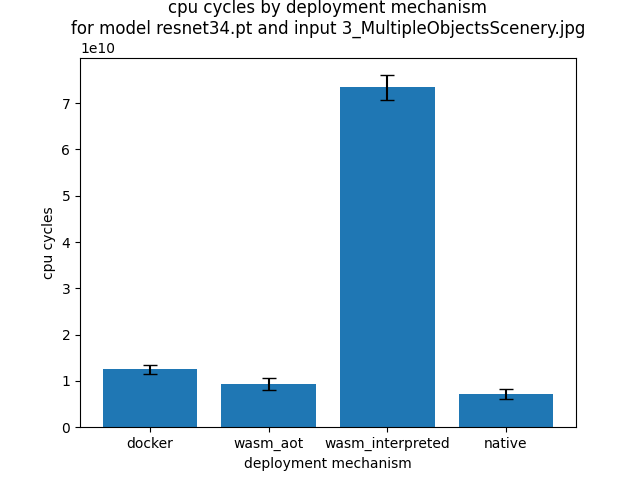 cpu cycles by deployment mechanism
for model resnet34.pt and input 3_MultipleObjectsScenery.jpg
1e10
7
6
5
4
3
2
1
0
cpu cycles
docker
wasm_aot
wasm_interpreted
native
deployment mechanism